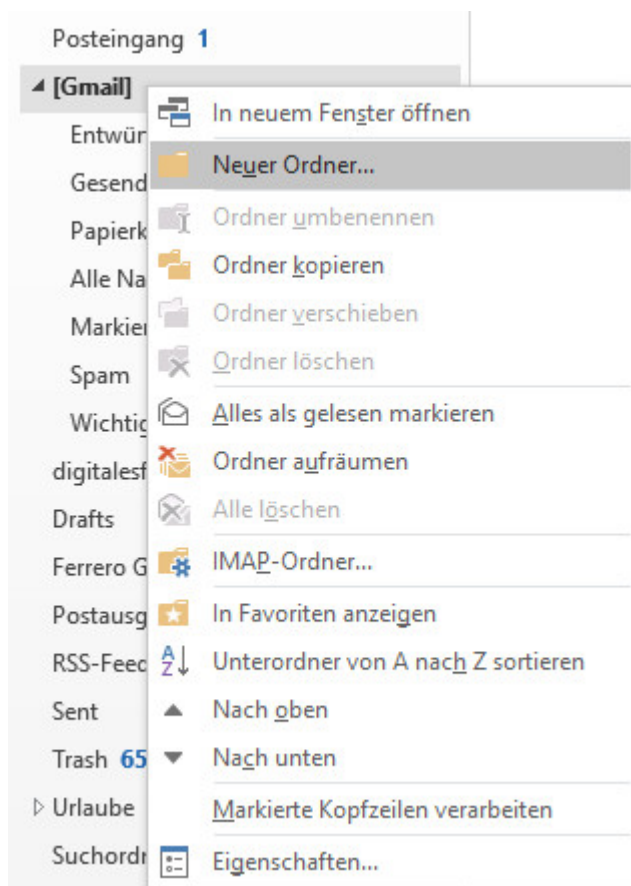 Posteingang 1
[Gmail]
In neuem Fenster öffnen
Entwür
Neuer Ordner...
Gesend
Ordner umbenennen
Papierk
Ordner kopieren
Alle Na
Ordner verschieben
Markier
Ordner löschen
Spam
Alles als gelesen markieren
Wichtig
Ordner aufräumen
digitalesf
Alle löschen
Drafts
IMAP-Ordner...
Ferrero G
In Favoriten anzeigen
Postausg
Unterordner von A nach Z sortieren
RSS-Feed
Nach oben
Sent
Nach unten
Trash 65
Markierte Kopfzeilen verarbeiten
Urlaube
Eigenschaften...
Suchordn